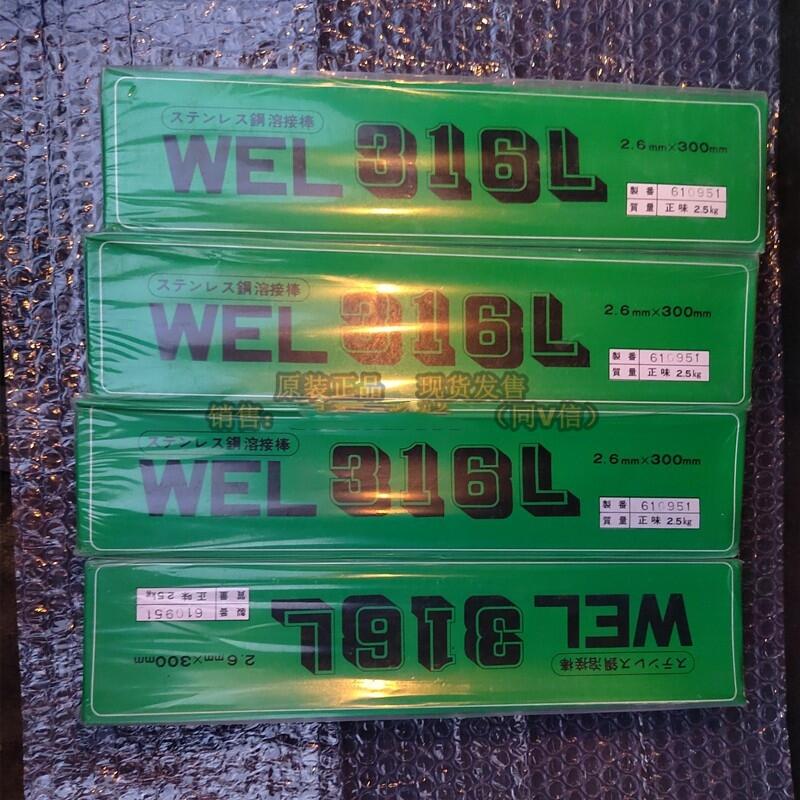 ステンレス鋼溶接棒
WEL 316L
2.6mm×300mm
製番 610951
質量 正味 2.5kg
ステンレス鋼溶接棒
WEL 316L
2.6mm×300mm
製番 610951
質量 正味 2.5kg
原装正品 现货发售
销售:
(同V信)
ステンレス鋼溶接棒
WEL 316L
2.6mm×300mm
製番 610951
質量 正味 2.5kg
ステンレス鋼溶接棒
WEL 316L
2.6mm×300mm
製番 610951
質量 正味 2.5kg